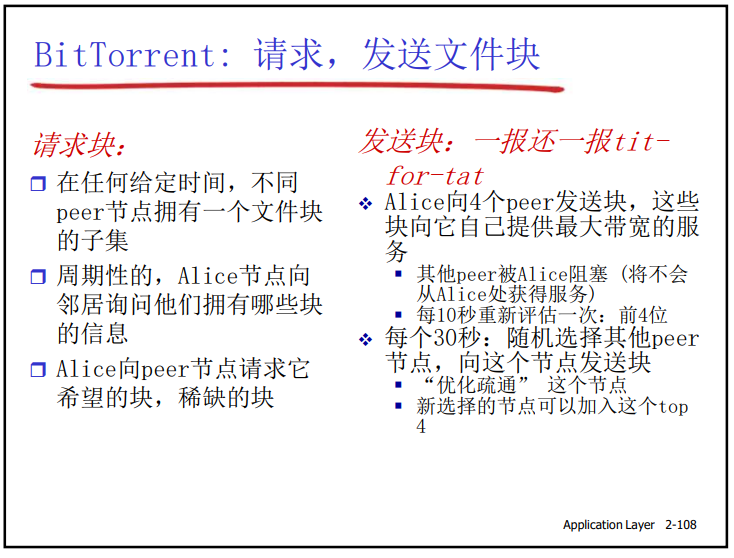 BitTorrent: 请求，发送文件块
请求块：
在任何给定时间，不同
peer节点拥有一个文件块
的子集
周期性的，Alice节点向
邻居询问他们拥有哪些块
的信息
Alice向peer节点请求它
希望的块，稀缺的块
发送块：一报还一报tit-
for-tat
Alice向4个peer发送块，这些
块向它自己提供最大带宽的服
务
其他peer被Alice阻塞 (将不会
从Alice处获得服务)
每10秒重新评估一次：前4位
每个30秒：随机选择其他peer
节点，向这个节点发送块
“优化疏通” 这个节点
新选择的节点可以加入这个top
4
Application Layer 2-108